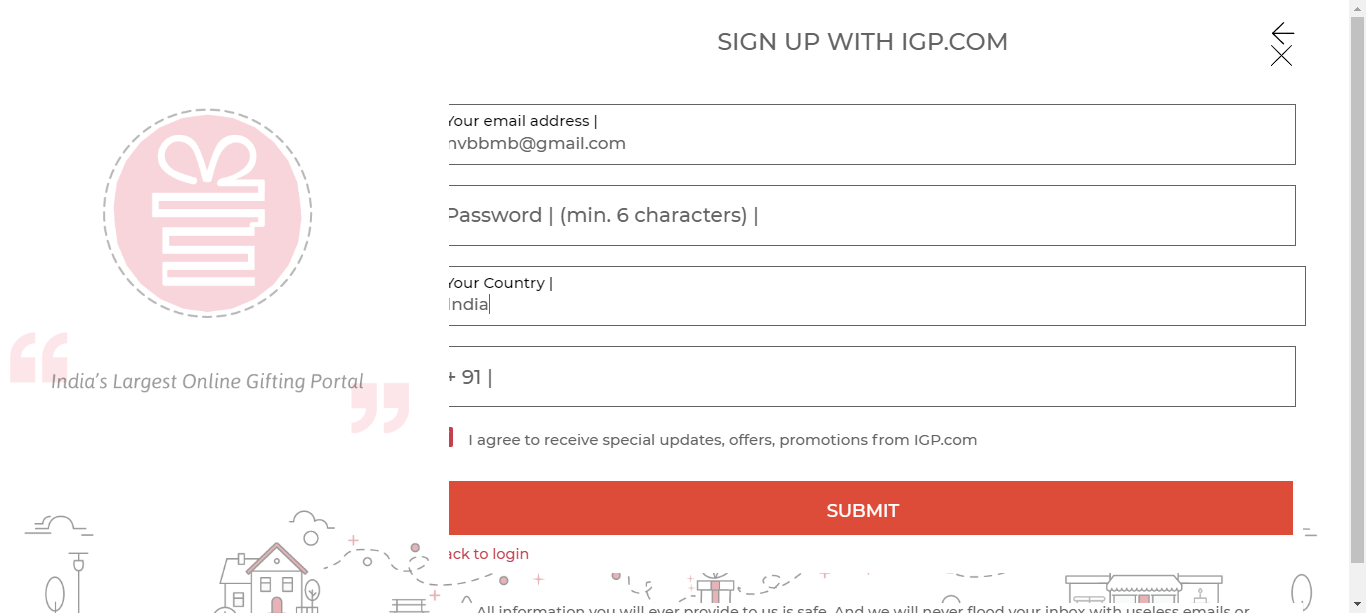 SIGN UP WITH IGP.COM
Your email address |
nvbbmb@gmail.com
Password | (min. 6 characters) |
Your Country |
India
+ 91 |
India's Largest Online Gifting Portal
I agree to receive special updates, offers, promotions from IGP.com
SUBMIT
ack to login
All information you will ever provide to us is safe. And we will never flood your inbox with useless emails or